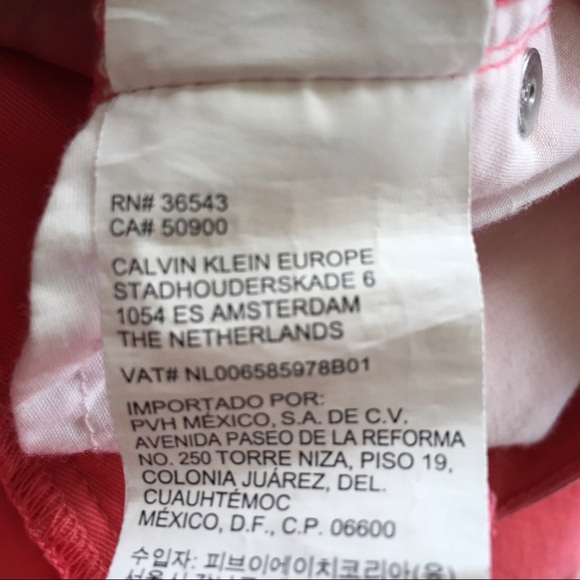 RN# 36543
CA# 50900
CALVIN KLEIN EUROPE
STADHOUDERSKADE 6
1054 ES AMSTERDAM
THE NETHERLANDS
VAT# NL006585978B01
IMPORTADO POR:
PVH MÉXICO, S.A. DE C.V.
AVENIDA PASEO DE LA REFORMA
NO. 250 TORRE NIZA, PISO 19,
COLONIA JUÁREZ, DEL.
CUAUHTÉMOC
MÉXICO, D.F., C.P. 06600
수입자: 피브이에이치코리아(유)